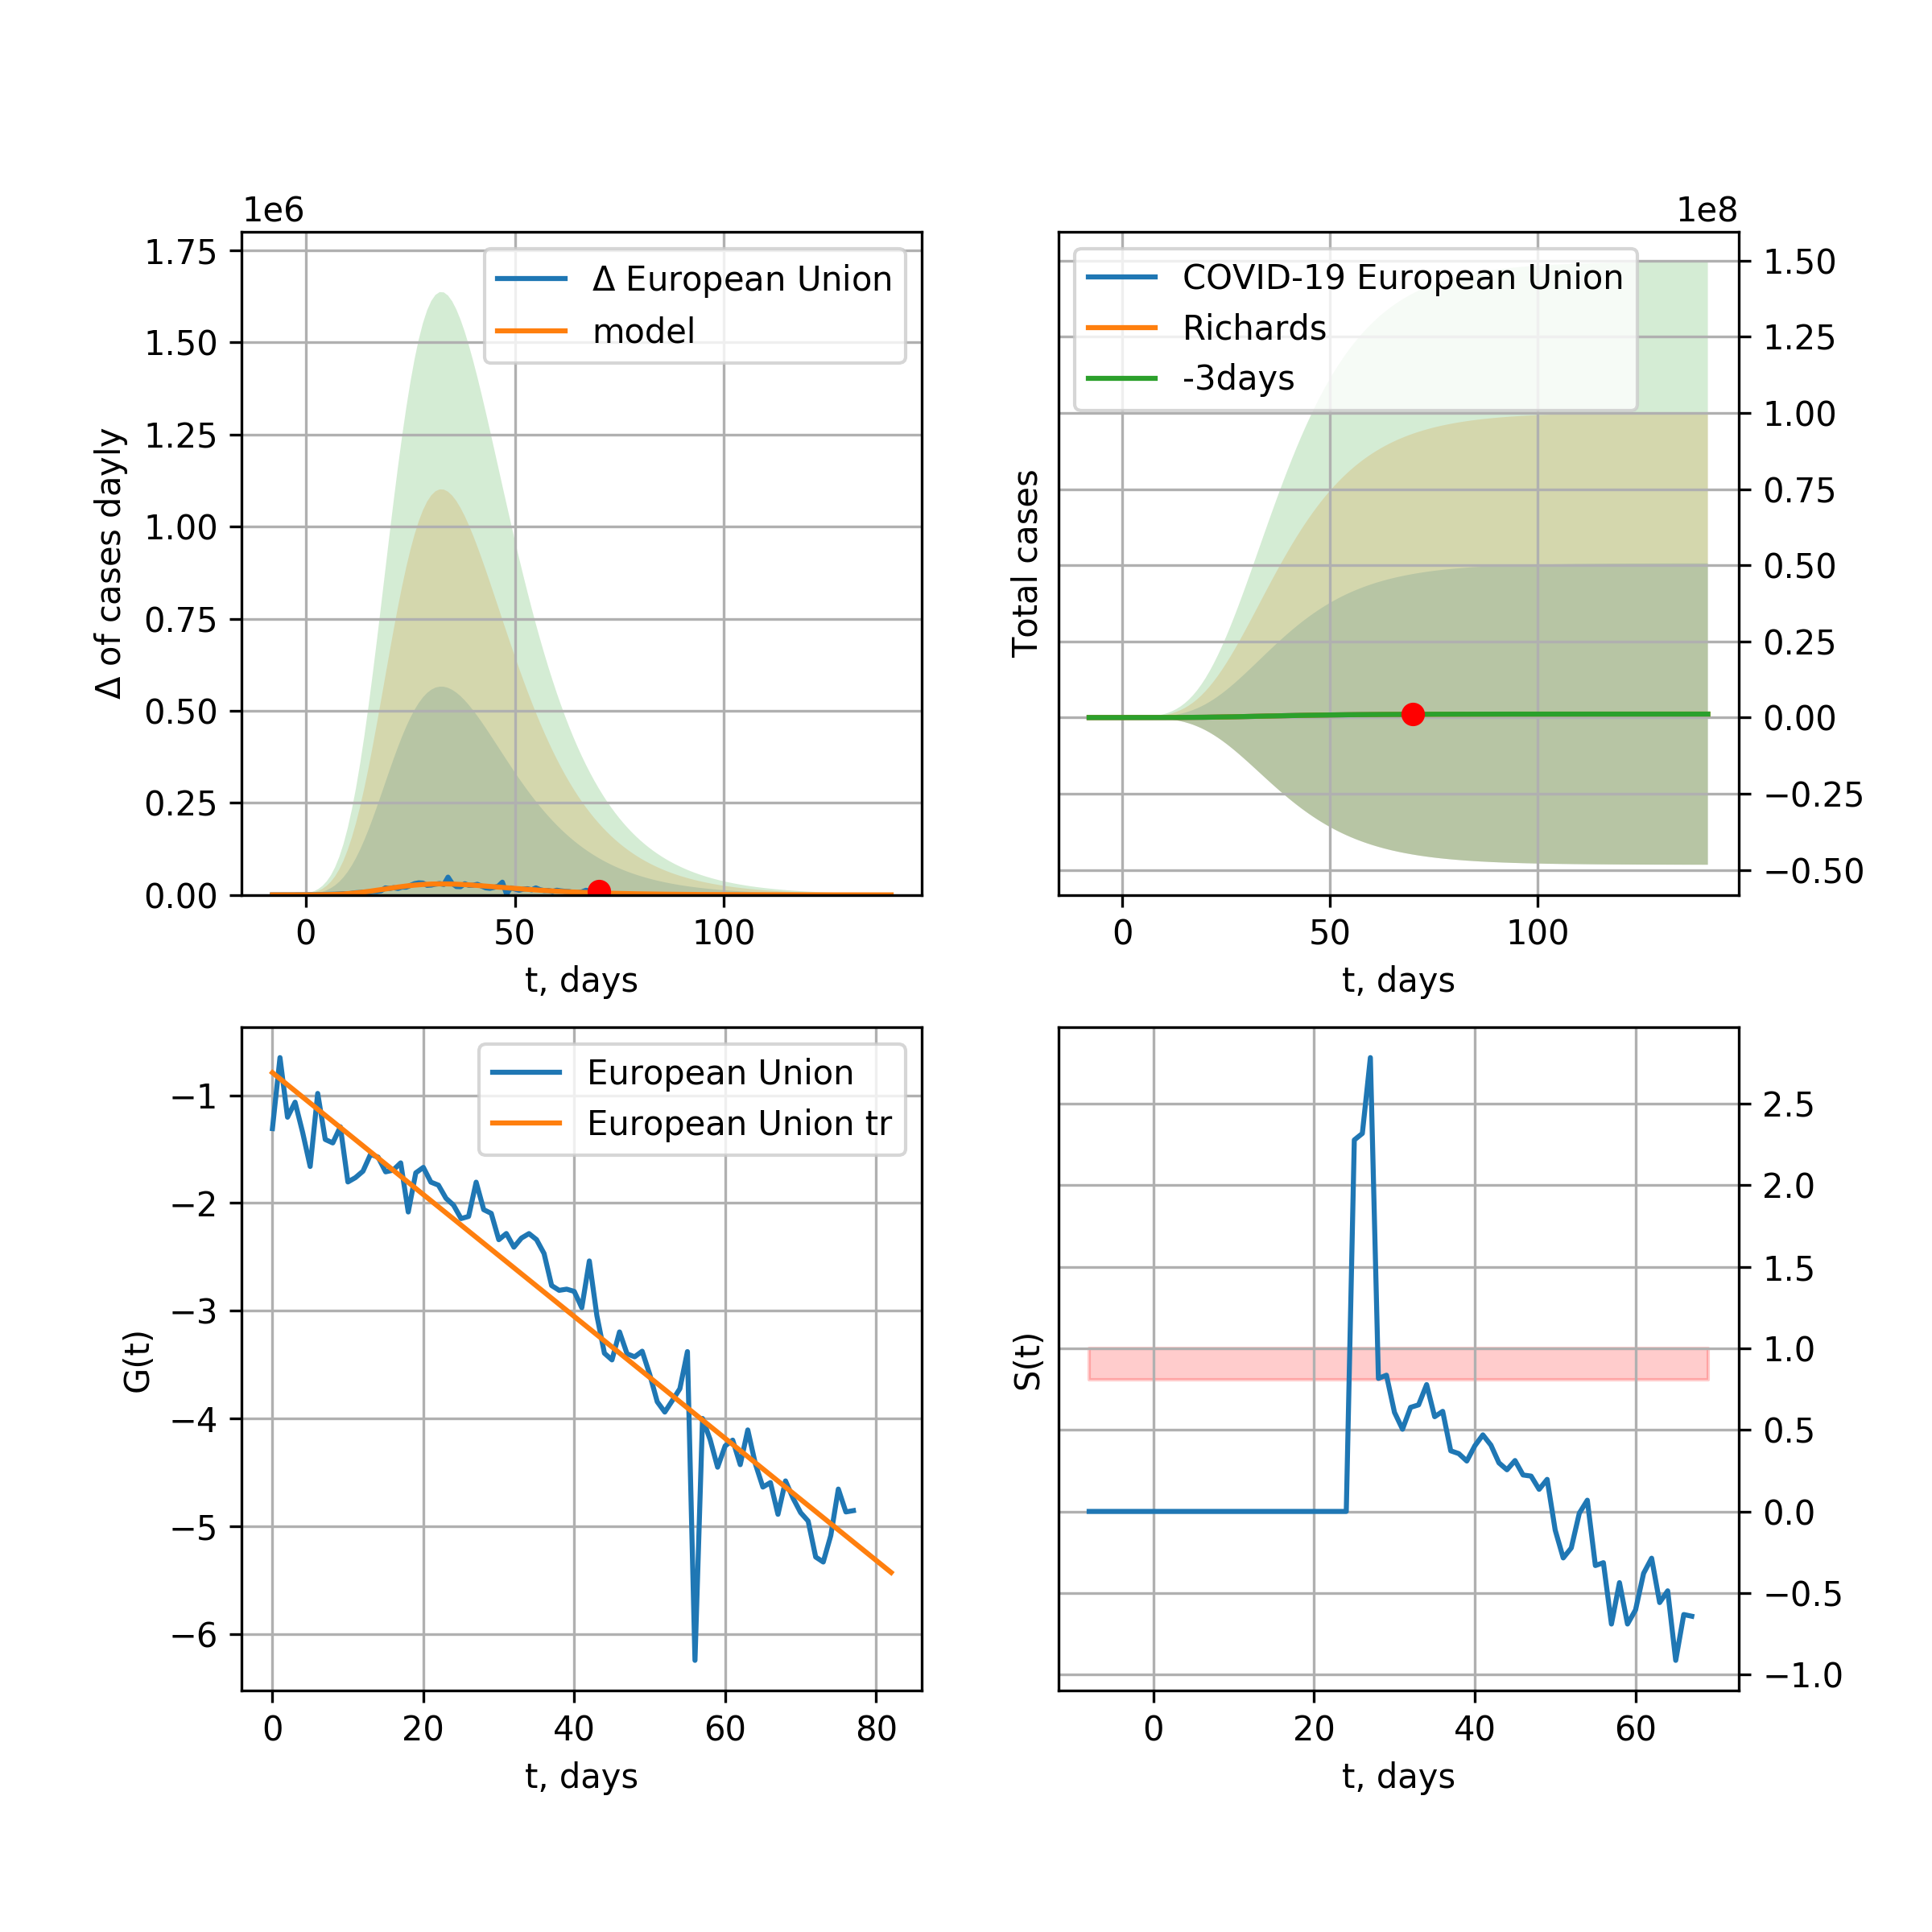 1e6
1.75
1.50
1.25
1.00
0.75
0.50
0.25
0.00
Δ of cases dayly
0 50 100
t, days
Δ European Union
model
1e8
1.50
1.25
1.00
0.75
0.50
0.25
0.00
−0.25
−0.50
Total cases
0 50 100
t, days
COVID-19 European Union
Richards
-3days
−1
−2
−3
−4
−5
−6
G(t)
0 20 40 60 80
t, days
European Union
European Union tr
2.5
2.0
1.5
1.0
0.5
0.0
−0.5
−1.0
S(t)
0 20 40 60
t, days